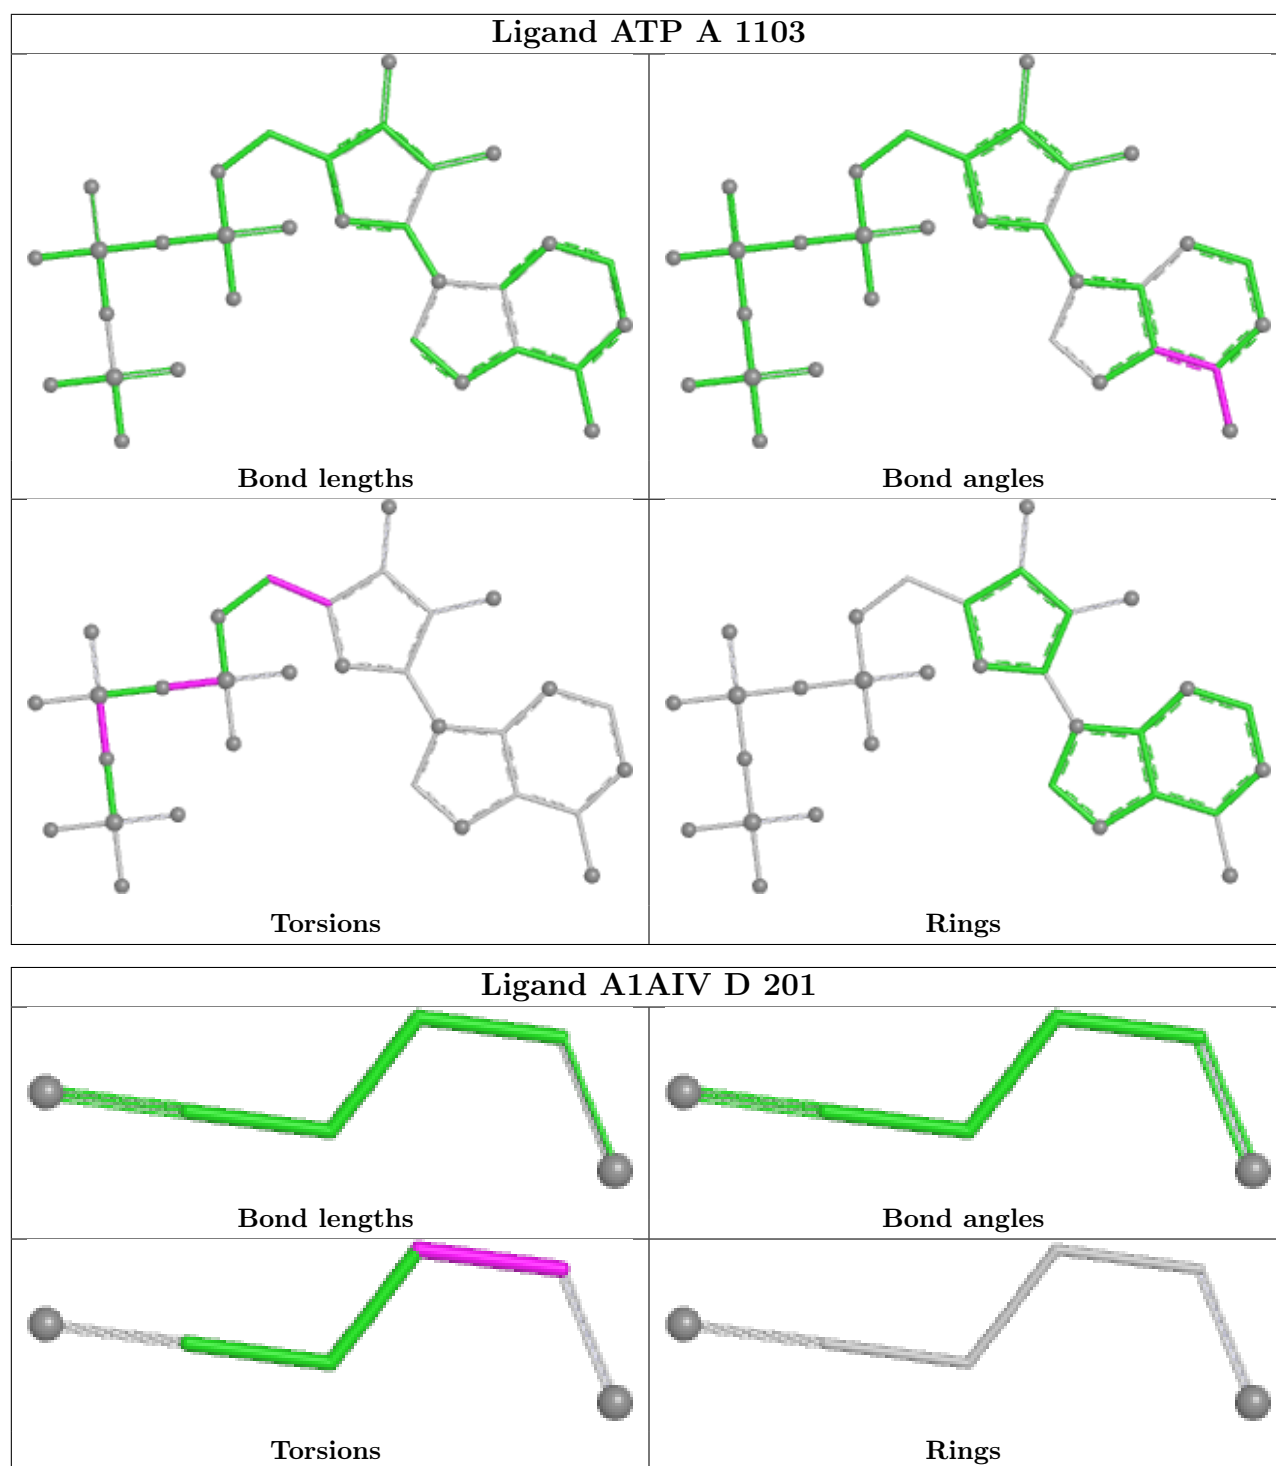 Ligand ATP A 1103
Bond lengths
Bond angles
Torsions
Rings
Ligand A1AIV D 201
Bond lengths
Bond angles
Torsions
Rings